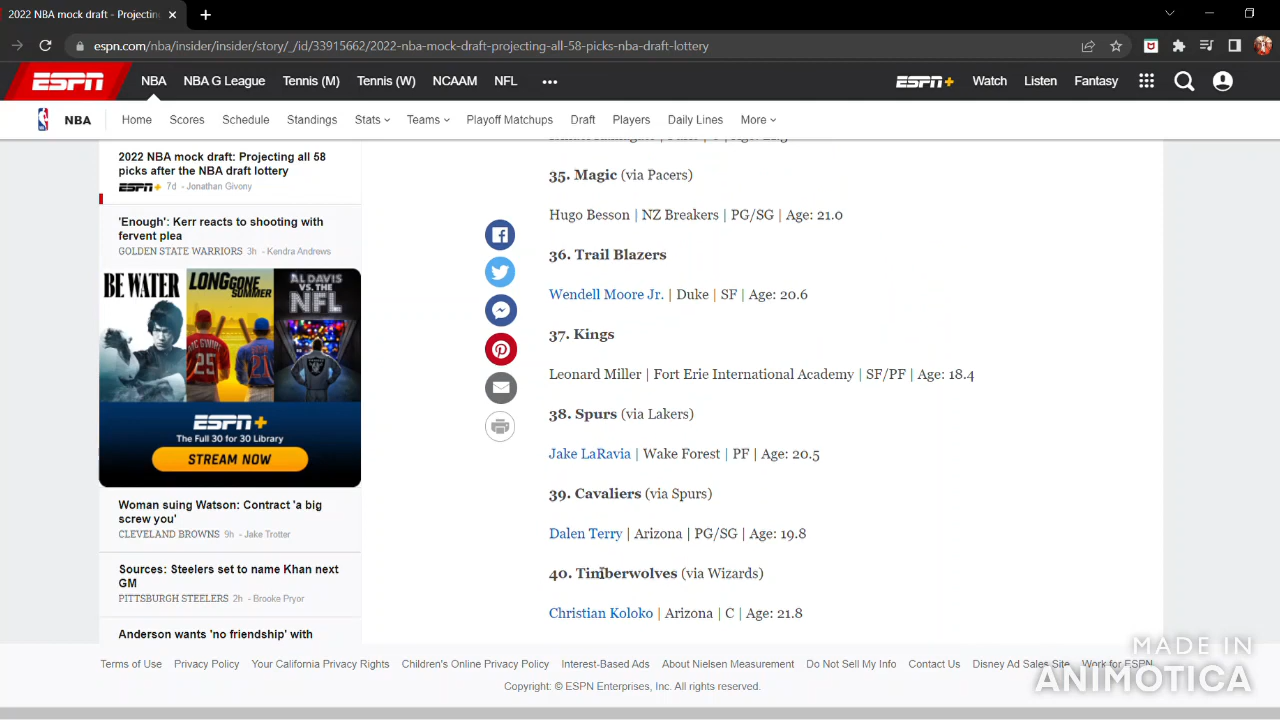 2022 NBA mock draft - Projecting
espn.com/nba/insider/insider/story/_/id/33915662/2022-nba-mock-draft-projecting-all-58-picks-nba-draft-lottery
ESPN NBA NBA G League Tennis (M) Tennis (W) NCAAM NFL ••• ESPN+ Watch Listen Fantasy
NBA Home Scores Schedule Standings Stats Teams Playoff Matchups Draft Players Daily Lines More
2022 NBA mock draft: Projecting all 58
picks after the NBA draft lottery
ESPN+ 7d - Jonathan Givony
'Enough': Kerr reacts to shooting with
fervent plea
GOLDEN STATE WARRIORS 3h - Kendra Andrews
BE WATER
LONG GONE SUMMER
AL DAVIS VS. THE NFL
McGWIRE
25
21
RAIDERS
ESPN+
The Full 30 for 30 Library
STREAM NOW
Woman suing Watson: Contract 'a big
screw you'
CLEVELAND BROWNS 9h - Jake Trotter
Sources: Steelers set to name Khan next
GM
PITTSBURGH STEELERS 2h - Brooke Pryor
Anderson wants 'no friendship' with
35. Magic (via Pacers)
Hugo Besson | NZ Breakers | PG/SG | Age: 21.0
36. Trail Blazers
Wendell Moore Jr. | Duke | SF | Age: 20.6
37. Kings
Leonard Miller | Fort Erie International Academy | SF/PF | Age: 18.4
38. Spurs (via Lakers)
Jake LaRavia | Wake Forest | PF | Age: 20.5
39. Cavaliers (via Spurs)
Dalen Terry | Arizona | PG/SG | Age: 19.8
40. Timberwolves (via Wizards)
Christian Koloko | Arizona | C | Age: 21.8
Terms of Use Privacy Policy Your California Privacy Rights Children's Online Privacy Policy Interest-Based Ads About Nielsen Measurement Do Not Sell My Info Contact Us Disney Ad Sales Site Work for ESPN
Copyright: © ESPN Enterprises, Inc. All rights reserved.
MADE IN
ANIMOTICA